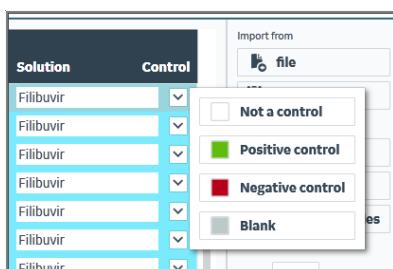 Import from
file
Solution Control
Filibuvir
Not a control
Filibuvir
Positive control
Filibuvir
Negative control
Filibuvir
es
Filibuvir
Blank
Filibuvir
Filibuvir